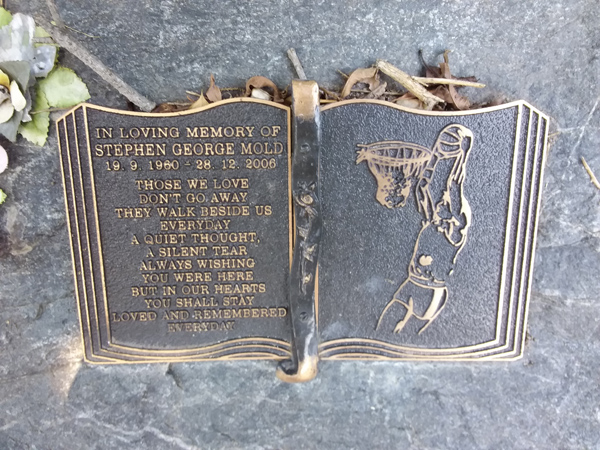 IN LOVING MEMORY OF
STEPHEN GEORGE MOLD
19. 9. 1960 - 28. 12. 2006
THOSE WE LOVE
DON'T GO AWAY
THEY WALK BESIDE US
EVERYDAY
A QUIET THOUGHT,
A SILENT TEAR
ALWAYS WISHING
YOU WERE HERE
BUT IN OUR HEARTS
YOU SHALL STAY
LOVED AND REMEMBERED
EVERYDAY